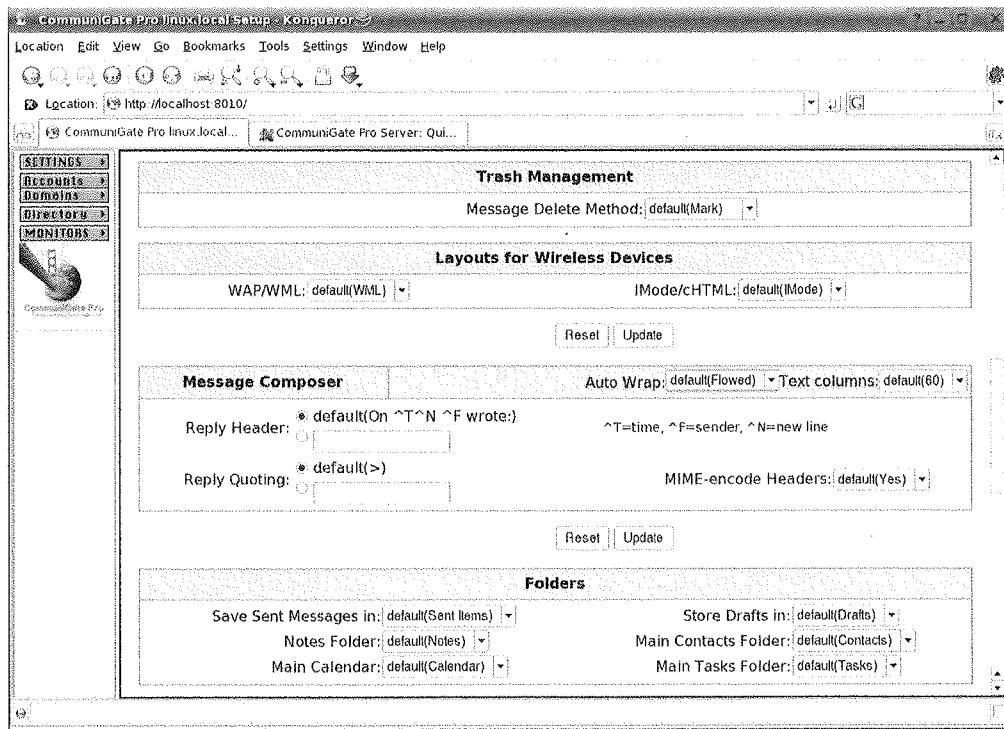 CommuniGate Pro linux.local Setup - Konqueror
Location Edit View Go Bookmarks Tools Settings Window Help
Location: http://localhost:8010/
CommuniGate Pro linux.local... CommuniGate Pro Server: Qui...
SETTINGS
Accounts
Domains
Directory
MONITORS
CommuniGate Pro
Trash Management
Message Delete Method: default(Mark)
Layouts for Wireless Devices
WAP/WML: default(WML) IMode/cHTML: default(IMode)
Reset Update
Message Composer Auto Wrap: default(Flowed) Text columns: default(60)
Reply Header: default(On ^T^N ^F wrote:) ^T=time, ^F=sender, ^N=new line
Reply Quoting: default(>) MIME-encode Headers: default(Yes)
Reset Update
Folders
Save Sent Messages in: default(Sent Items) Store Drafts in: default(Drafts)
Notes Folder: default(Notes) Main Contacts Folder: default(Contacts)
Main Calendar: default(Calendar) Main Tasks Folder: default(Tasks)